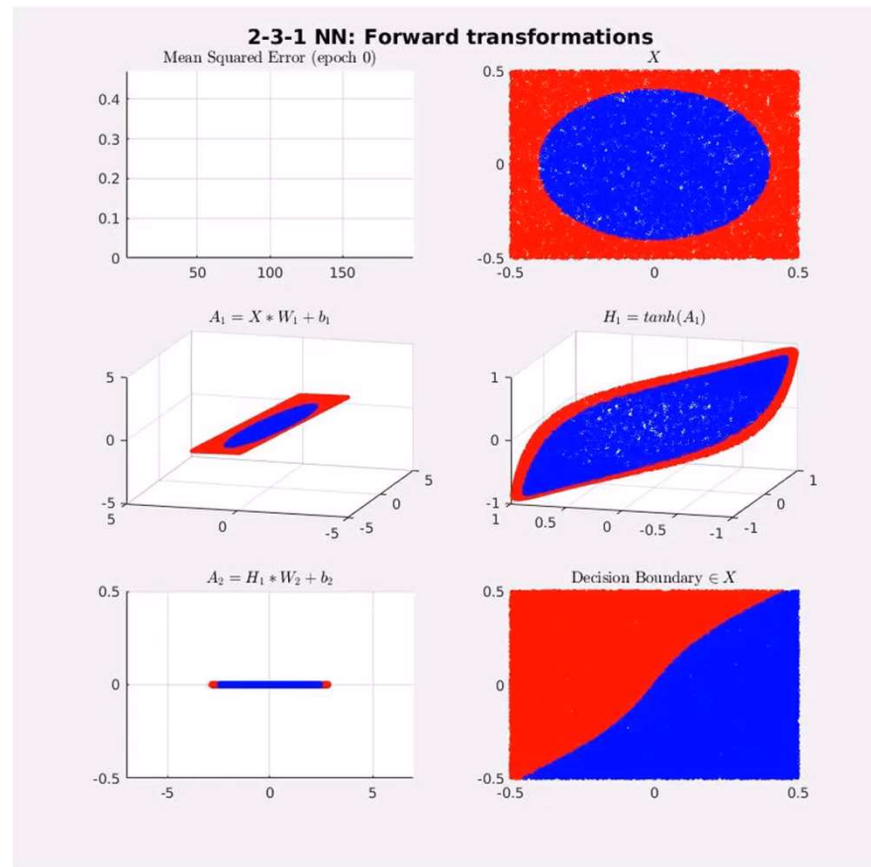 2-3-1 NN: Forward transformations
Mean Squared Error (epoch 0)
0.4
0.3
0.2
0.1
0
50 100 150
X
0.5
0
-0.5
-0.5 0 0.5
A₁ = X ∗ W₁ + b₁
5
0
-5
5 0 -5
-5 0 5
H₁ = tanh(A₁)
1
0
-1
1 0.5 0 -0.5 -1
-1 0 1
A₂ = H₁ ∗ W₂ + b₂
0.5
0
-0.5
-5 0 5
Decision Boundary ∈ X
0.5
0
-0.5
-0.5 0 0.5